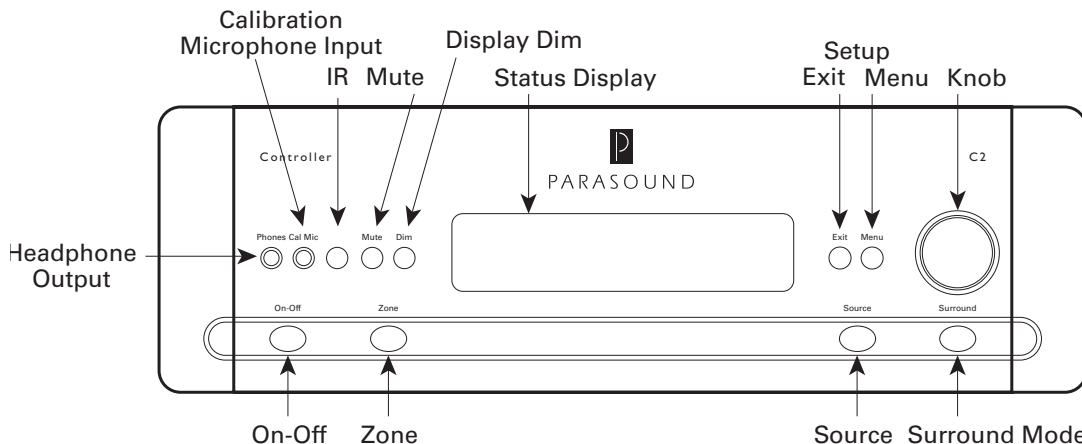 Calibration
Microphone Input
Display Dim
Setup
IR Mute
Status Display
Exit Menu
Knob
Controller
P
C2
PARASOUND
Phones Cal Mic
Mute Dim
Exit Menu
Headphone
Output
On-Off
Zone
Source
Surround
On-Off
Zone
Source
Surround Mode